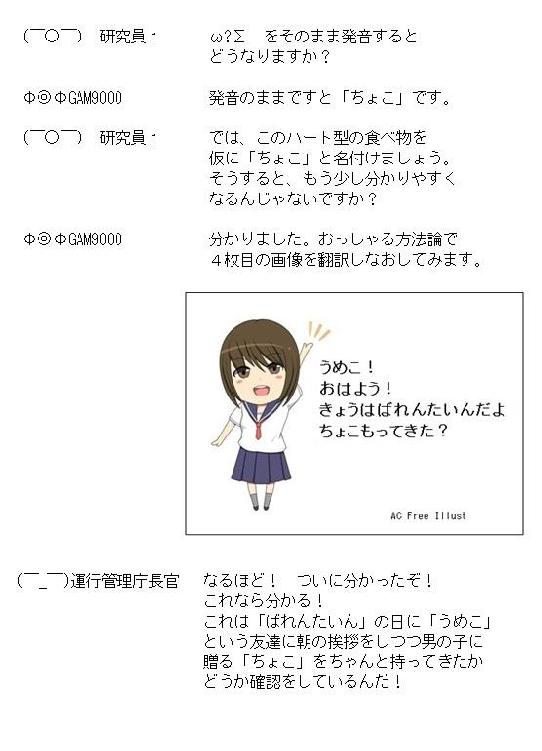 (￣○￣) 研究員‐ ω?Σ をそのまま発音すると
どうなりますか？
Φ◎ΦGAM9000 発音のままですと「ちょこ」です。
(￣○￣) 研究員‐ では、このハート型の食べ物を
仮に「ちょこ」と名付けましょう。
そうすると、もう少し分かりやすく
なるんじゃないですか？
Φ◎ΦGAM9000 分かりました。おっしゃる方法論で
４枚目の画像を翻訳しなおしてみます。
うめこ！
おはよう！
きょうはばれんたいんだよ
ちょこもってきた？
AC Free Illust
(￣_￣)運行管理庁長官 なるほど！ ついに分かったぞ！
これなら分かる！
これは「ばれんたいん」の日に「うめこ」
という友達に朝の挨拶をしつつ男の子に
贈る「ちょこ」をちゃんと持ってきたか
どうか確認をしているんだ！